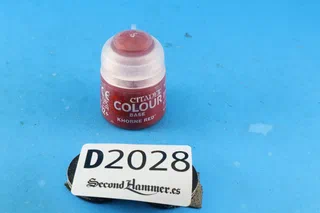 CITADEL
COLOUR
BASE
KHORNE RED
D2028
SecondHammer.es